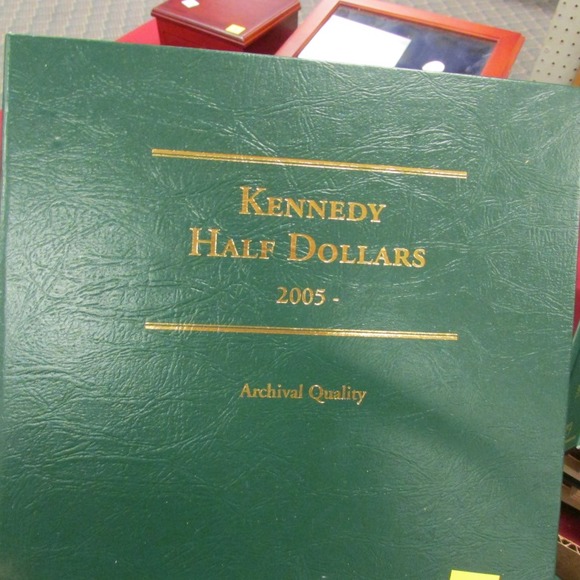 Kennedy
Half Dollars
2005 -
Archival Quality